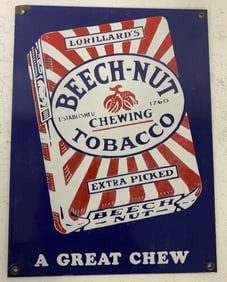 LORILLARD'S
BEECH-NUT
ESTABLISHED 1760
CHEWING
TOBACCO
EXTRA PICKED
BEECH
NUT
A GREAT CHEW